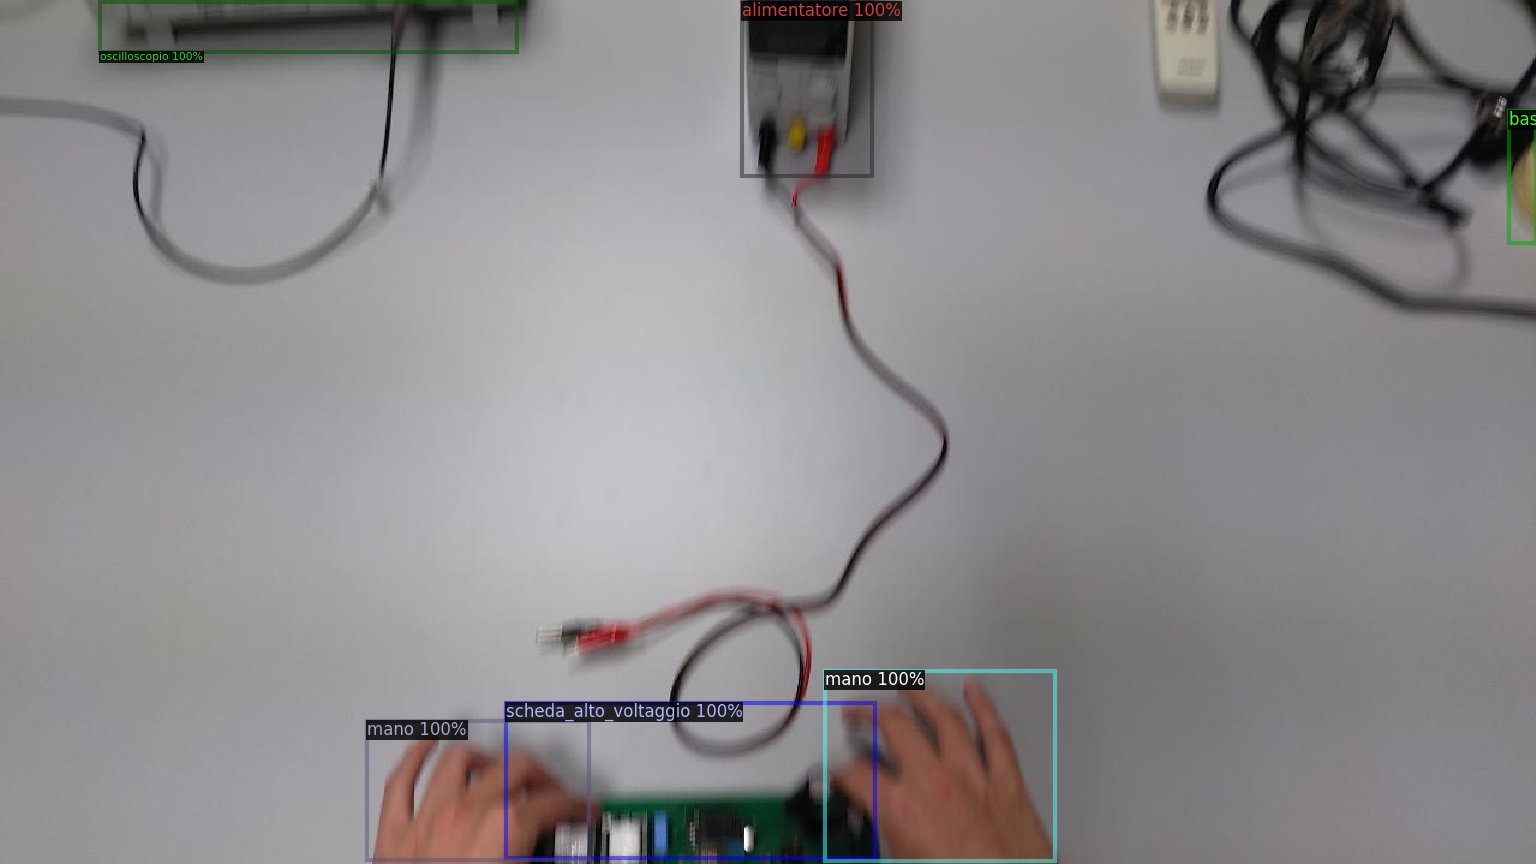 alimentatore 100%
oscilloscopio 100%
bas
mano 100%
scheda_alto_voltaggio 100%
mano 100%